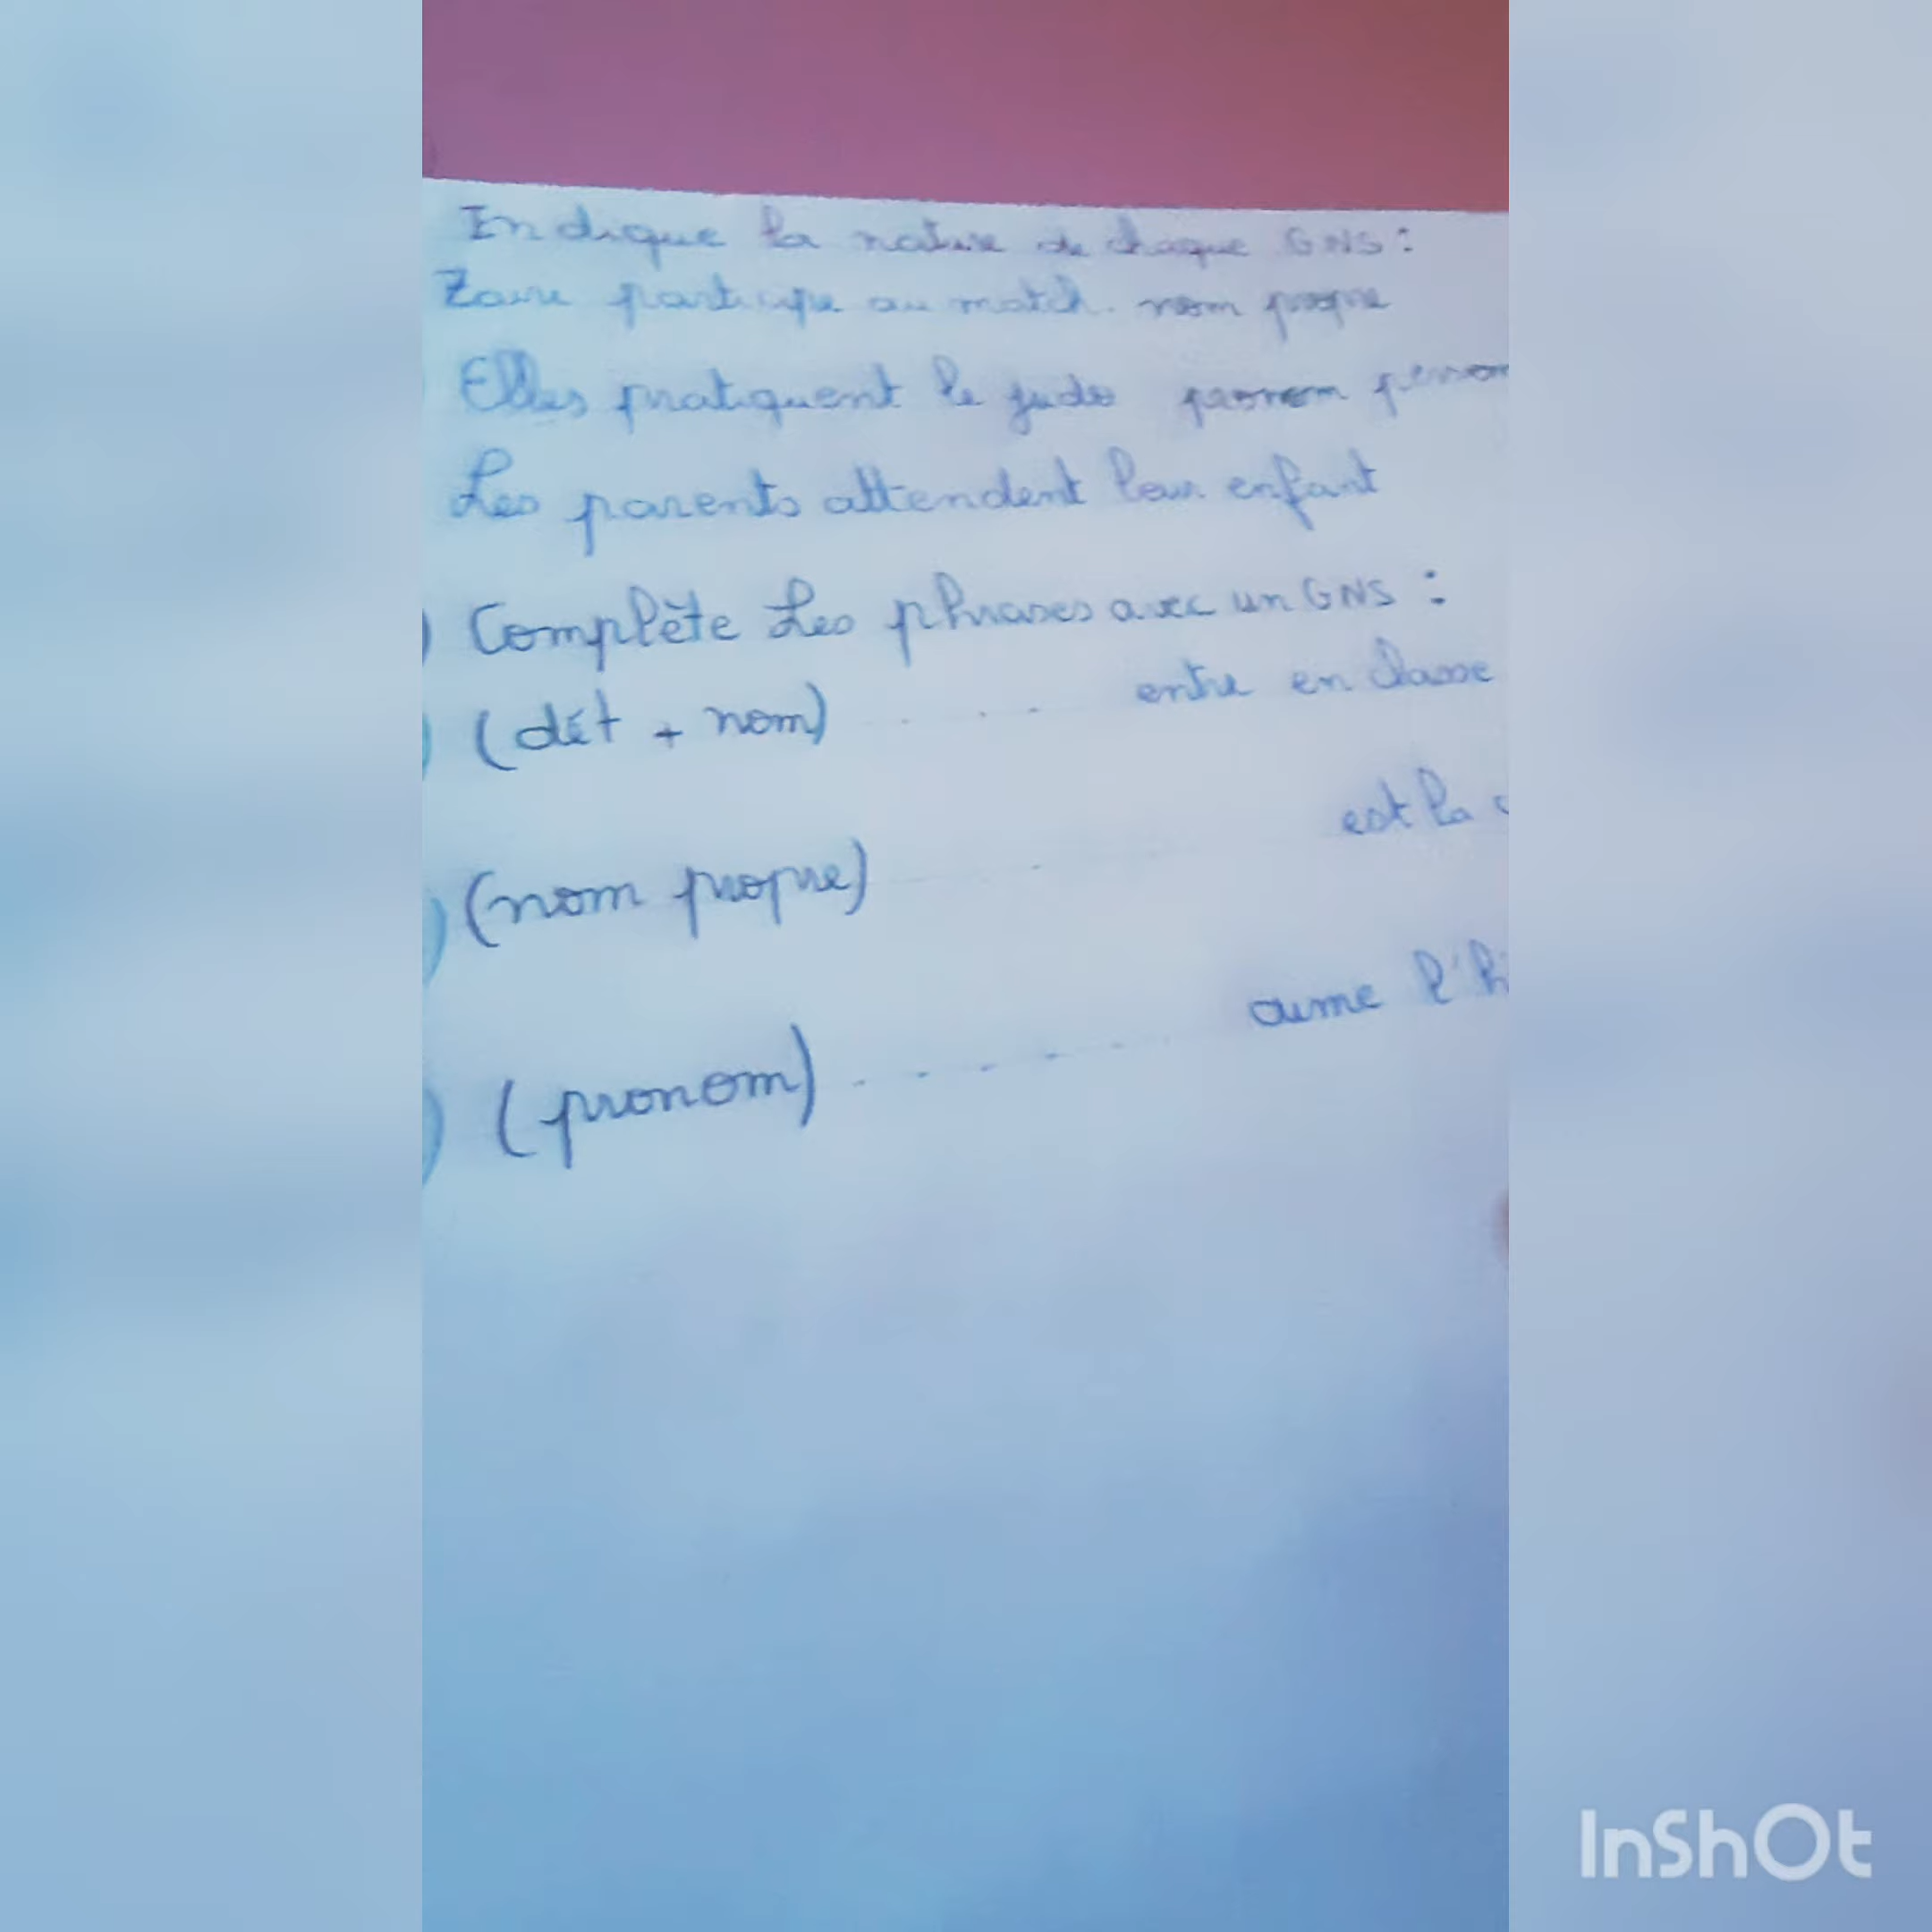 Indique la nature de chaque GNS :
participe au match. nom propre
Elles pratiquent le judo pronom person
Les parents attendent leur enfant
) Complète Les phrases avec un GNS :
(dét + nom) .... entre en classe
(nom propre) .... est la
(pronom) ..... aime l'h
InShOt